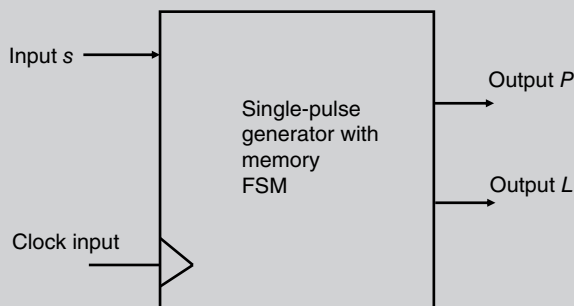 Input s
Output P
Single-pulse
generator with
memory
FSM
Output L
Clock input